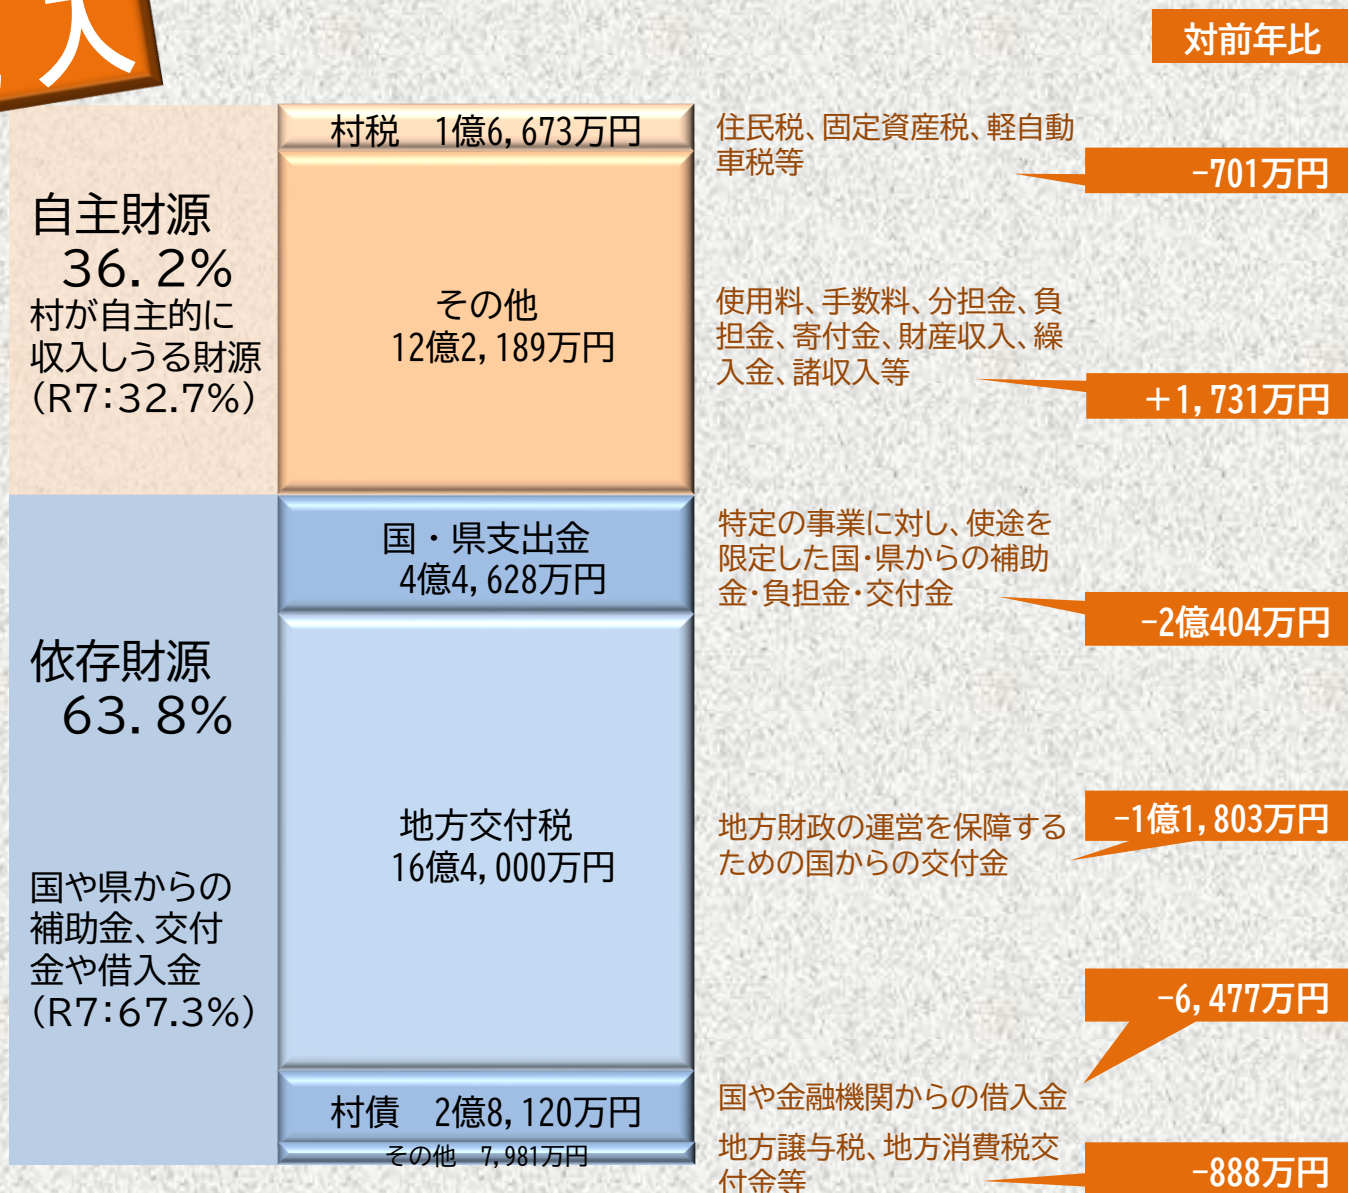 入
対前年比
自主財源
36.2%
村が自主的に
収入しうる財源
(R7:32.7%)
村税 1億6,673万円
住民税、固定資産税、軽自動
車税等
-701万円
その他
12億2,189万円
使用料、手数料、分担金、負
担金、寄付金、財産収入、繰
入金、諸収入等
+1,731万円
依存財源
63.8%
国や県からの
補助金、交付
金や借入金
(R7:67.3%)
国・県支出金
4億4,628万円
特定の事業に対し、使途を
限定した国・県からの補助
金・負担金・交付金
-2億404万円
地方交付税
16億4,000万円
地方財政の運営を保障する
ための国からの交付金
-1億1,803万円
村債 2億8,120万円
国や金融機関からの借入金
-6,477万円
その他 7,981万円
地方譲与税、地方消費税交
付金等
-888万円